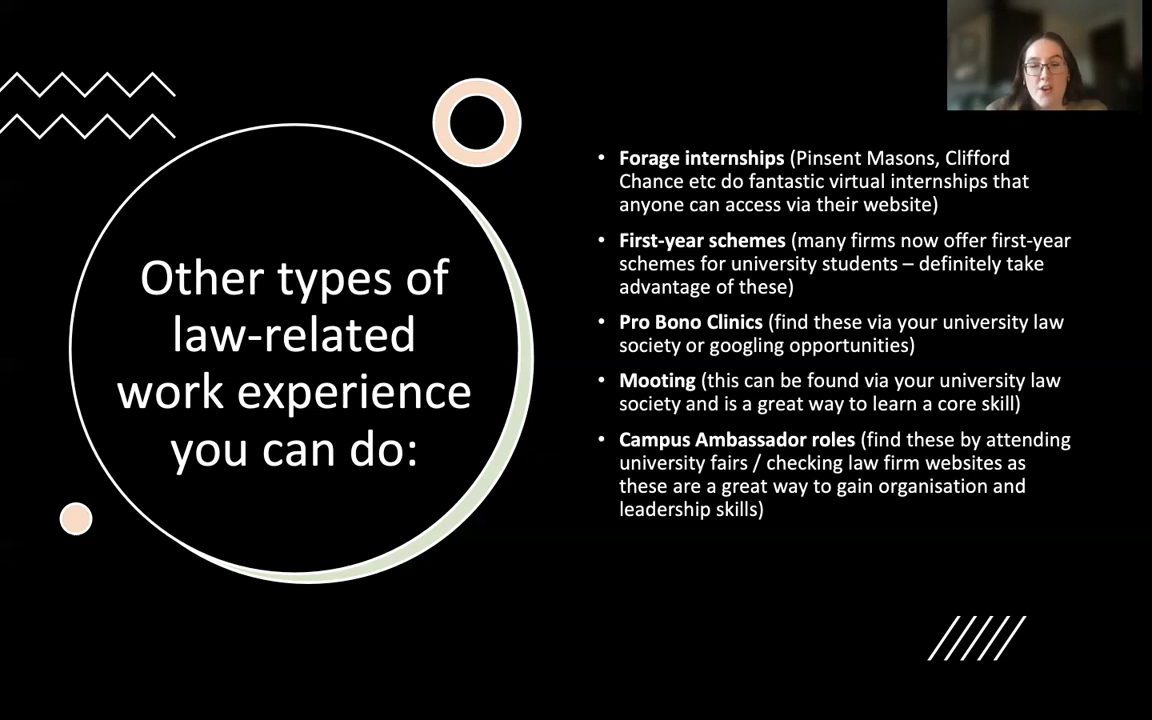 Other types of
law-related
work experience
you can do:
• Forage internships (Pinsent Masons, Clifford
Chance etc do fantastic virtual internships that
anyone can access via their website)
• First-year schemes (many firms now offer first-year
schemes for university students – definitely take
advantage of these)
• Pro Bono Clinics (find these via your university law
society or googling opportunities)
• Mooting (this can be found via your university law
society and is a great way to learn a core skill)
• Campus Ambassador roles (find these by attending
university fairs / checking law firm websites as
these are a great way to gain organisation and
leadership skills)